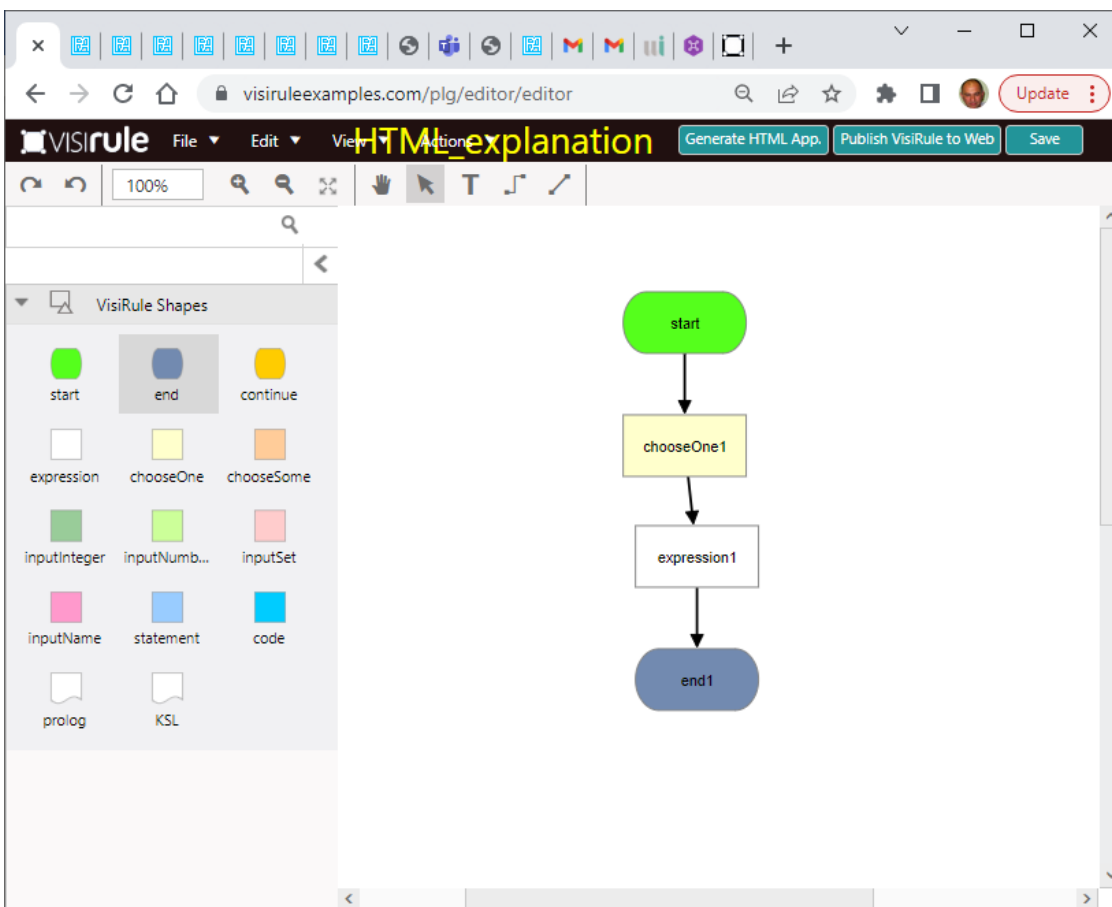 visiruleexamples.com/plg/editor/editor
Update
VISIrule File Edit View Actions HTML_explanation Generate HTML App. Publish VisiRule to Web Save
100% T
VisiRule Shapes
start end continue
expression chooseOne chooseSome
inputInteger inputNumb... inputSet
inputName statement code
prolog KSL
start
chooseOne1
expression1
end1